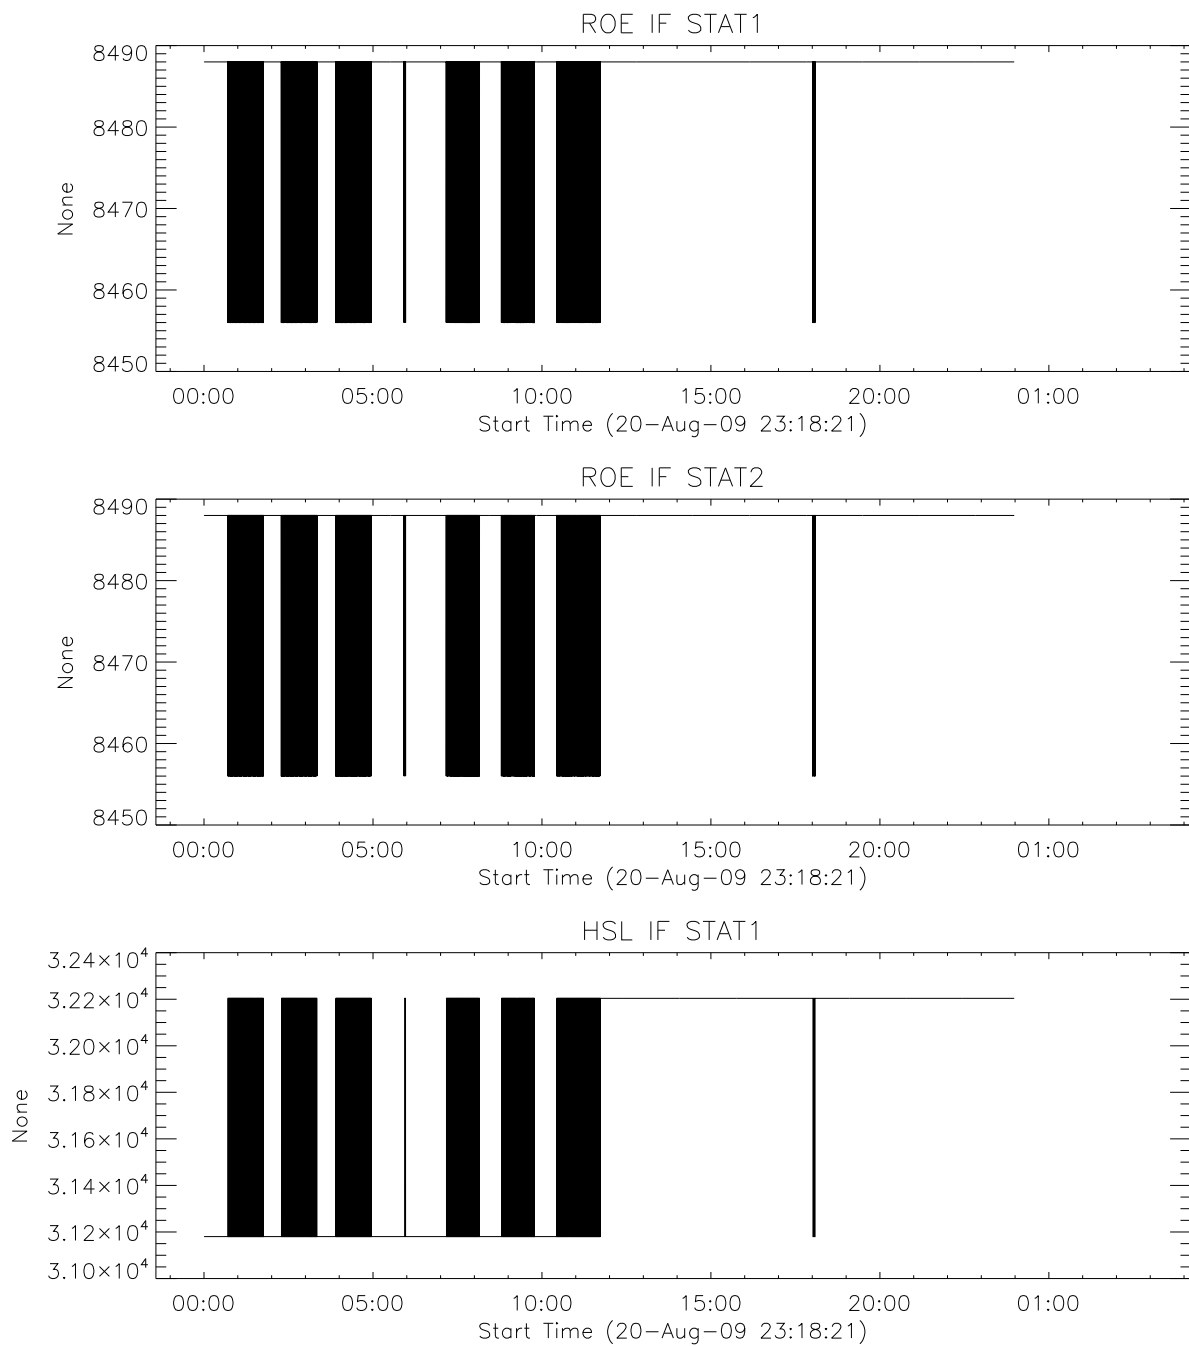 ROE IF STAT1
8490
8480
8470
8460
8450
None
00:00 05:00 10:00 15:00 20:00 01:00
Start Time (20-Aug-09 23:18:21)
ROE IF STAT2
8490
8480
8470
8460
8450
None
00:00 05:00 10:00 15:00 20:00 01:00
Start Time (20-Aug-09 23:18:21)
HSL IF STAT1
3.24×10⁴
3.22×10⁴
3.20×10⁴
3.18×10⁴
3.16×10⁴
3.14×10⁴
3.12×10⁴
3.10×10⁴
None
00:00 05:00 10:00 15:00 20:00 01:00
Start Time (20-Aug-09 23:18:21)